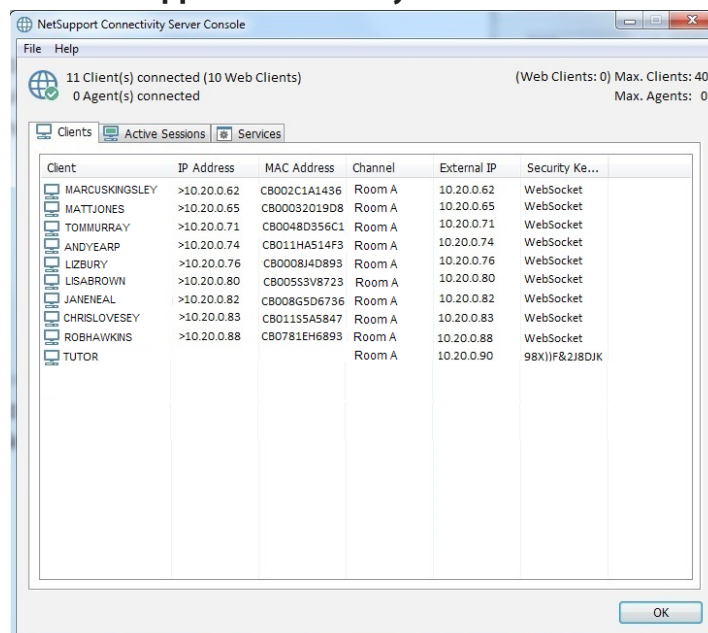 NetSupport Connectivity Server Console
File Help
11 Client(s) connected (10 Web Clients) (Web Clients: 0) Max. Clients: 40
0 Agent(s) connected Max. Agents: 0
Clients Active Sessions Services
Client IP Address MAC Address Channel External IP Security Ke...
MARCUSKINGSLEY >10.20.0.62 CB002C1A1436 Room A 10.20.0.62 WebSocket
MATTJONES >10.20.0.65 CB00032019D8 Room A 10.20.0.65 WebSocket
TOMMURRAY >10.20.0.71 CB0048D356C1 Room A 10.20.0.71 WebSocket
ANDYEARP >10.20.0.74 CB011HA514F3 Room A 10.20.0.74 WebSocket
LIZBURY >10.20.0.76 CB0008J4D893 Room A 10.20.0.76 WebSocket
LISABROWN >10.20.0.80 CB005S3V8723 Room A 10.20.0.80 WebSocket
JANENEAL >10.20.0.82 CB008G5D6736 Room A 10.20.0.82 WebSocket
CHRISLOVESEY >10.20.0.83 CB011S5A5847 Room A 10.20.0.83 WebSocket
ROBHAWKINS >10.20.0.88 CB0781EH6893 Room A 10.20.0.88 WebSocket
TUTOR Room A 10.20.0.90 98X))F&2J8DJK
OK